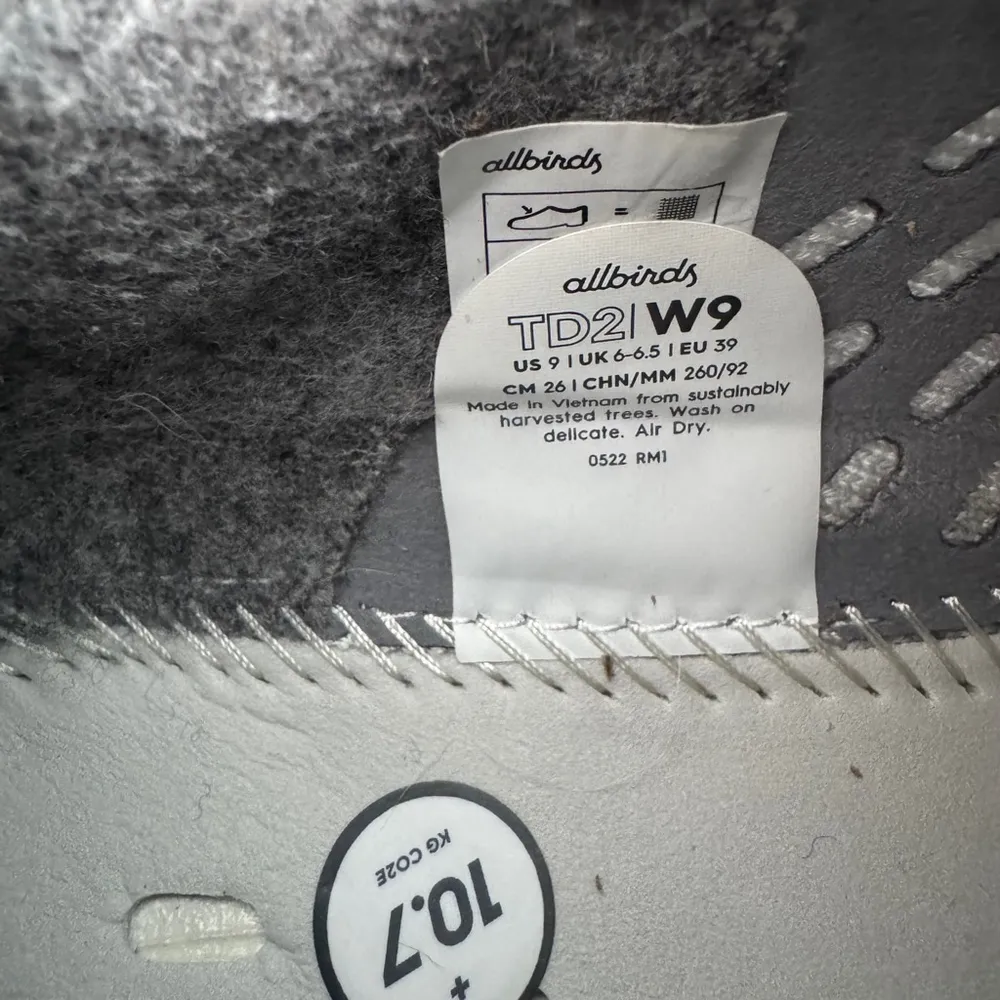 allbirds
=
allbirds
TD2|W9
US 9 | UK 6-6.5 | EU 39
CM 26 | CHN/MM 260/92
Made in Vietnam from sustainably
harvested trees. Wash on
delicate. Air Dry.
0522 RM1
+
10.7
KG CO2E